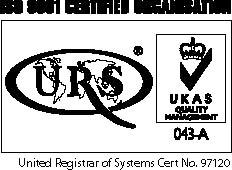 ISO 9001 CERTIFIED ORGANISATION
URS®
UKAS
QUALITY
MANAGEMENT
043-A
United Registrar of Systems Cert No. 97120